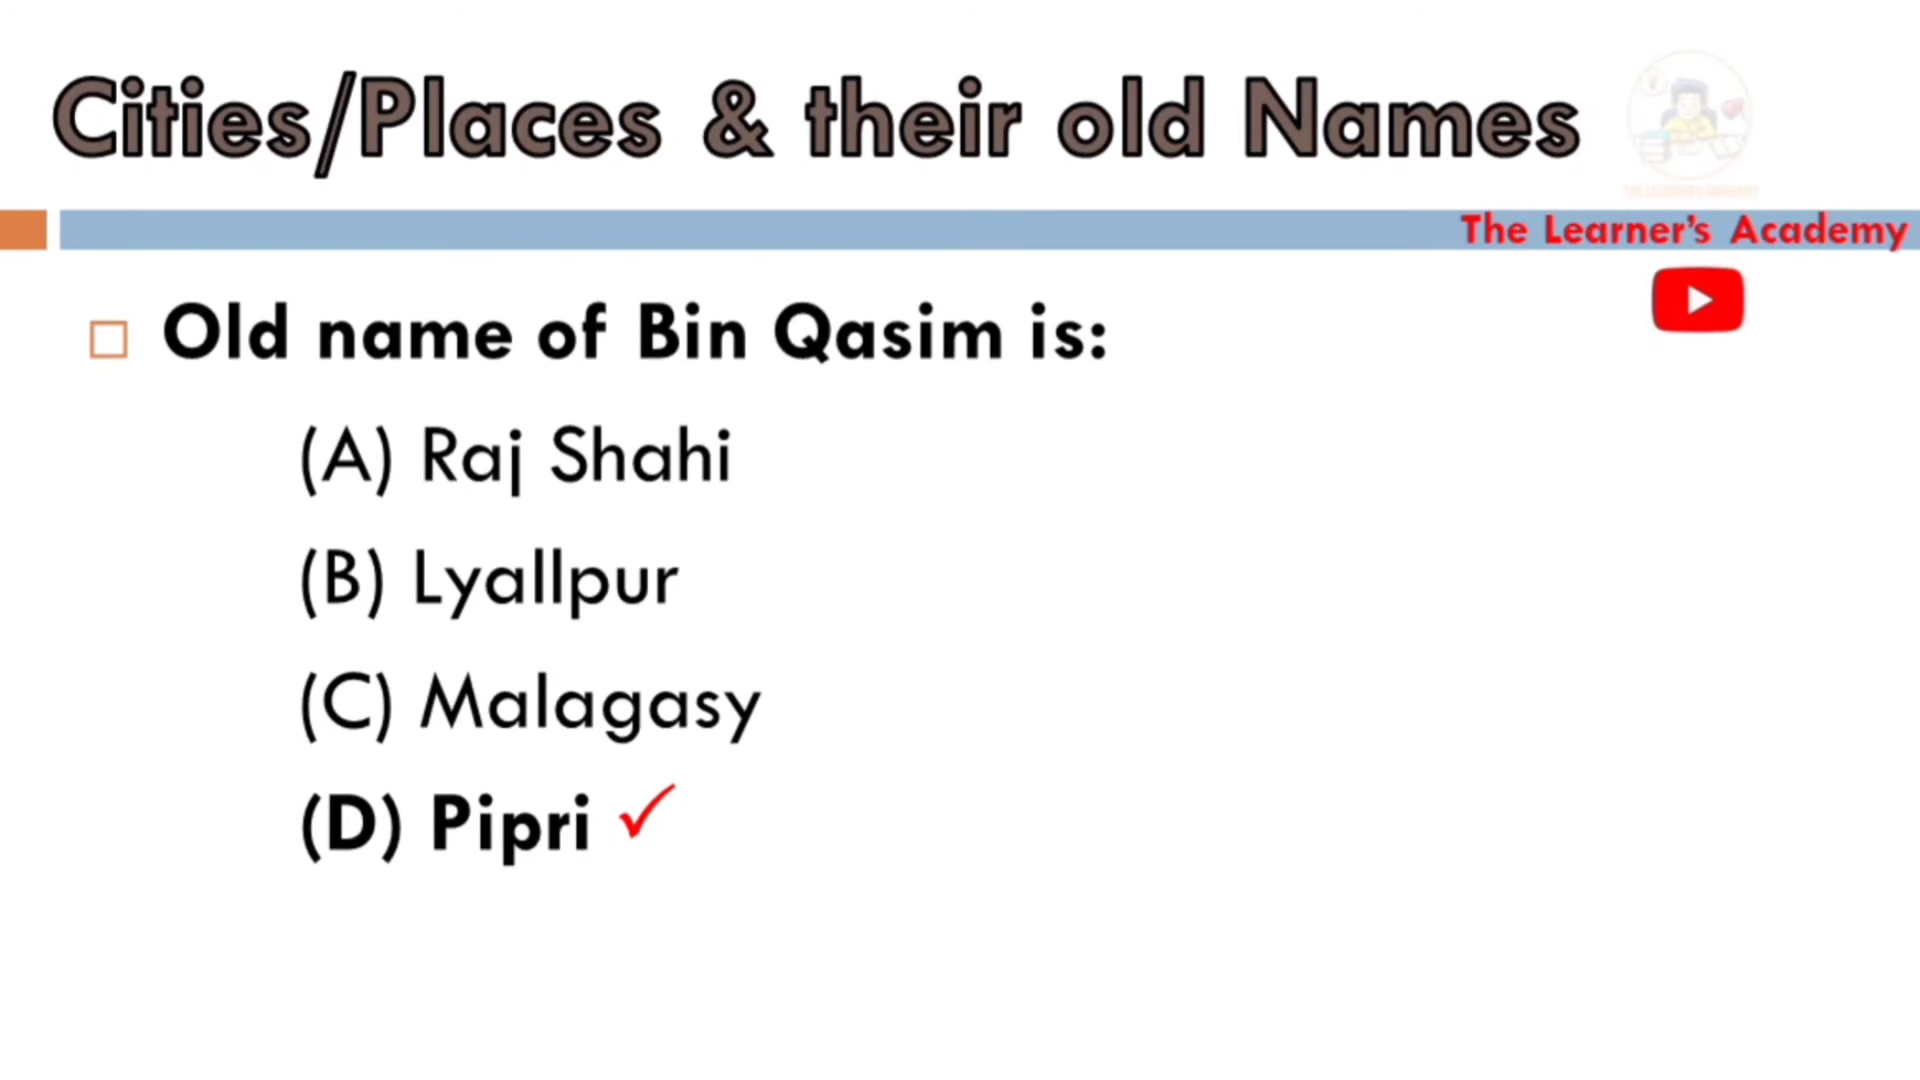 Cities/Places & their old Names
The Learner's Academy
Old name of Bin Qasim is:
(A) Raj Shahi
(B) Lyallpur
(C) Malagasy
(D) Pipri ✓